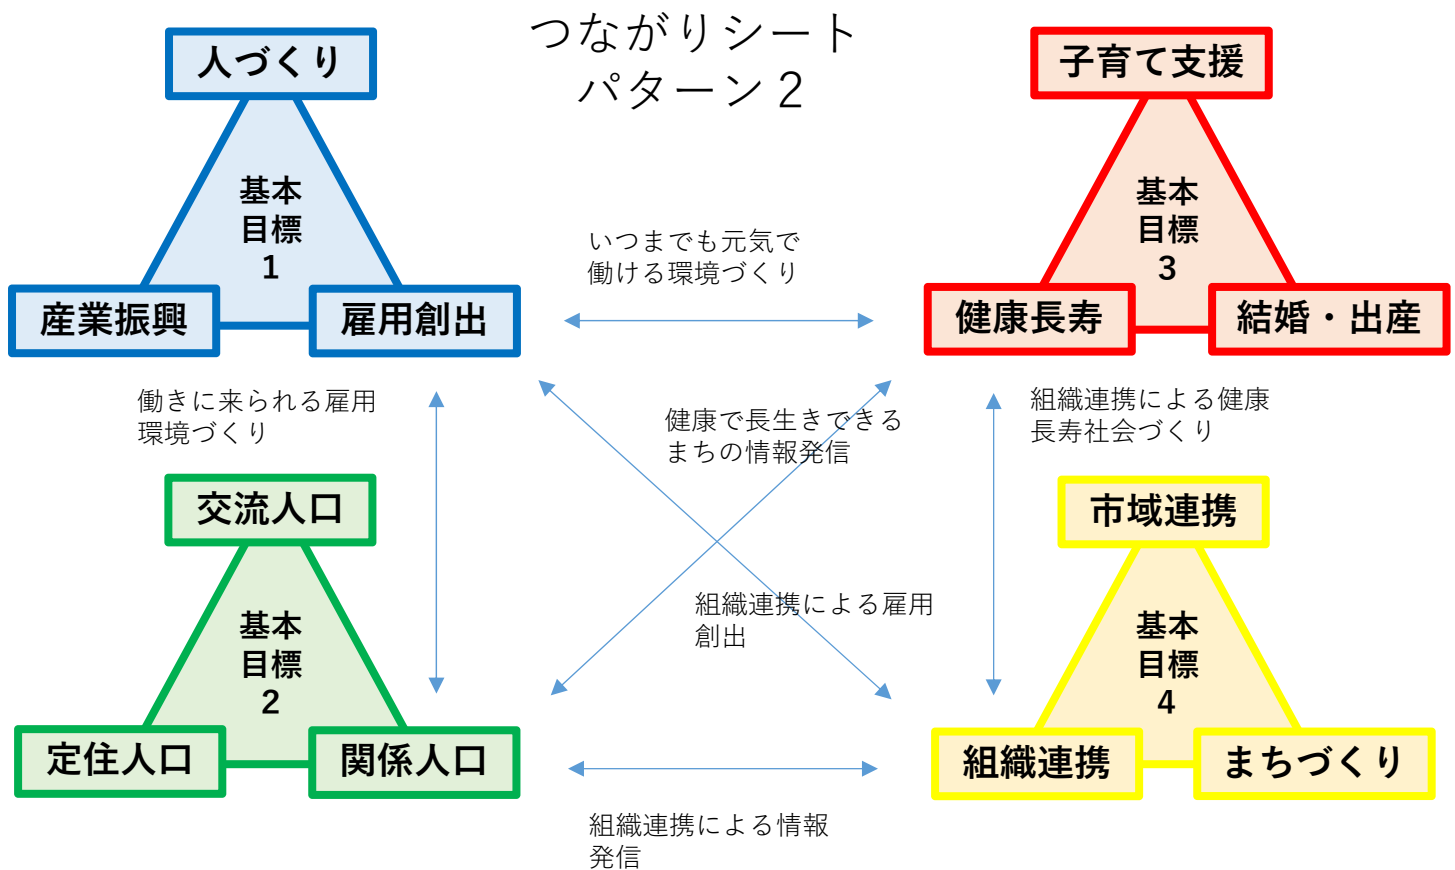 つながりシート
パターン２
人づくり
基本
目標
1
産業振興
雇用創出
子育て支援
基本
目標
3
健康長寿
結婚・出産
いつまでも元気で
働ける環境づくり
働きに来られる雇用
環境づくり
健康で長生きできる
まちの情報発信
組織連携による健康
長寿社会づくり
交流人口
基本
目標
2
定住人口
関係人口
組織連携による雇用
創出
市域連携
基本
目標
4
組織連携
まちづくり
組織連携による情報
発信